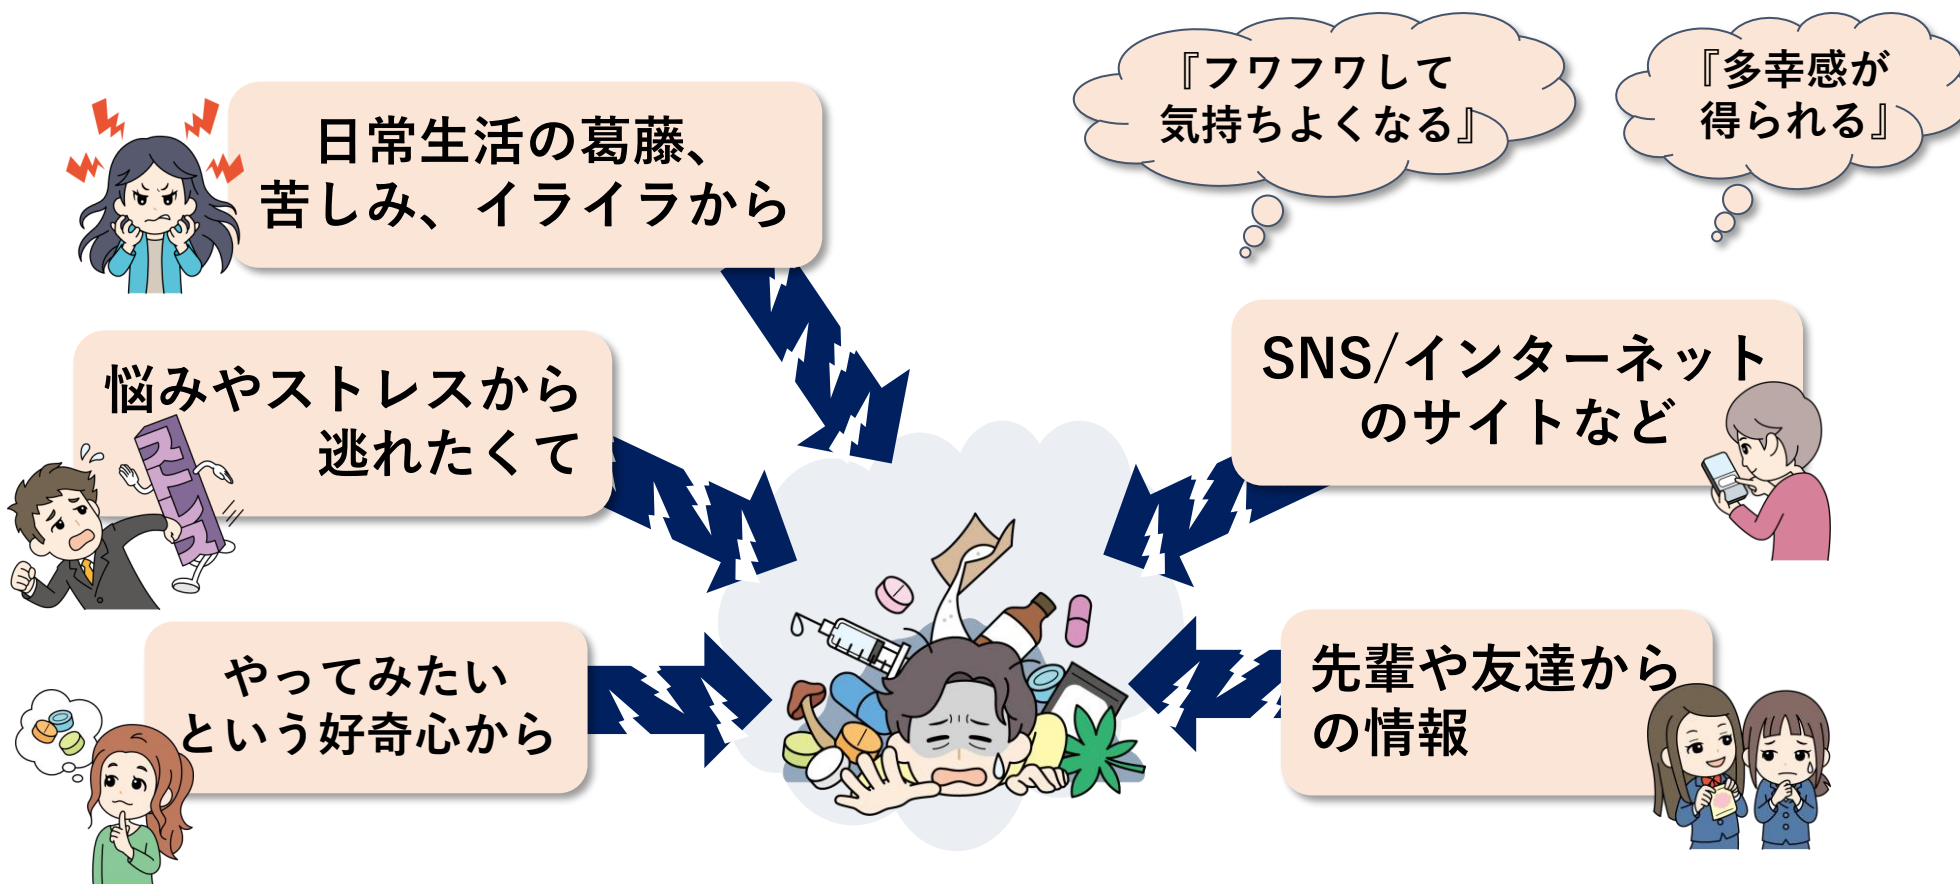 日常生活の葛藤、
苦しみ、イライラから
悩みやストレスから
逃れたくて
ストレス
やってみたい
という好奇心から
『フワフワして
気持ちよくなる』
『多幸感が
得られる』
SNS/インターネット
のサイトなど
先輩や友達から
の情報